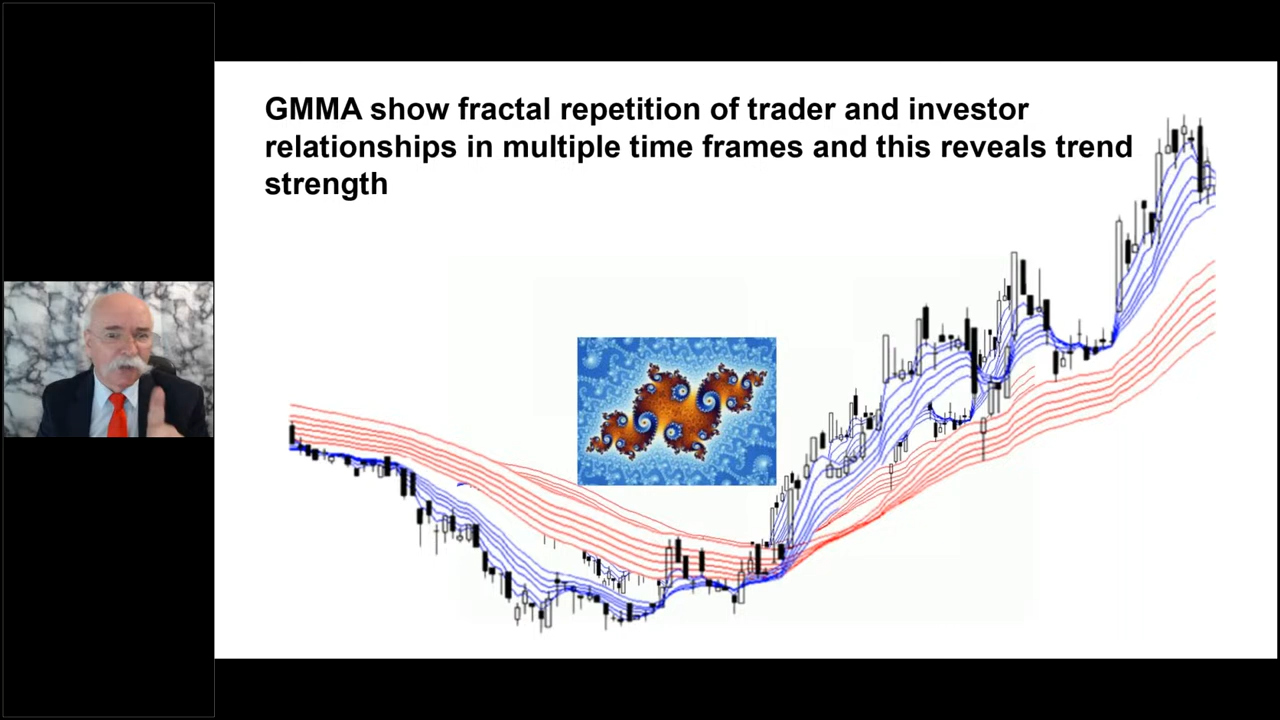 GMMA show fractal repetition of trader and investor
relationships in multiple time frames and this reveals trend
strength